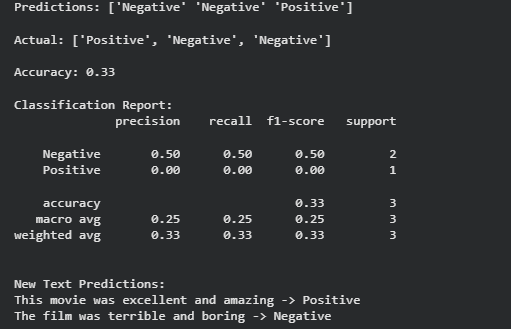 Predictions: ['Negative' 'Negative' 'Positive']
Actual: ['Positive', 'Negative', 'Negative']
Accuracy: 0.33
Classification Report:
precision recall f1-score support
Negative 0.50 0.50 0.50 2
Positive 0.00 0.00 0.00 1
accuracy 0.33 3
macro avg 0.25 0.25 0.25 3
weighted avg 0.33 0.33 0.33 3
New Text Predictions:
This movie was excellent and amazing -> Positive
The film was terrible and boring -> Negative